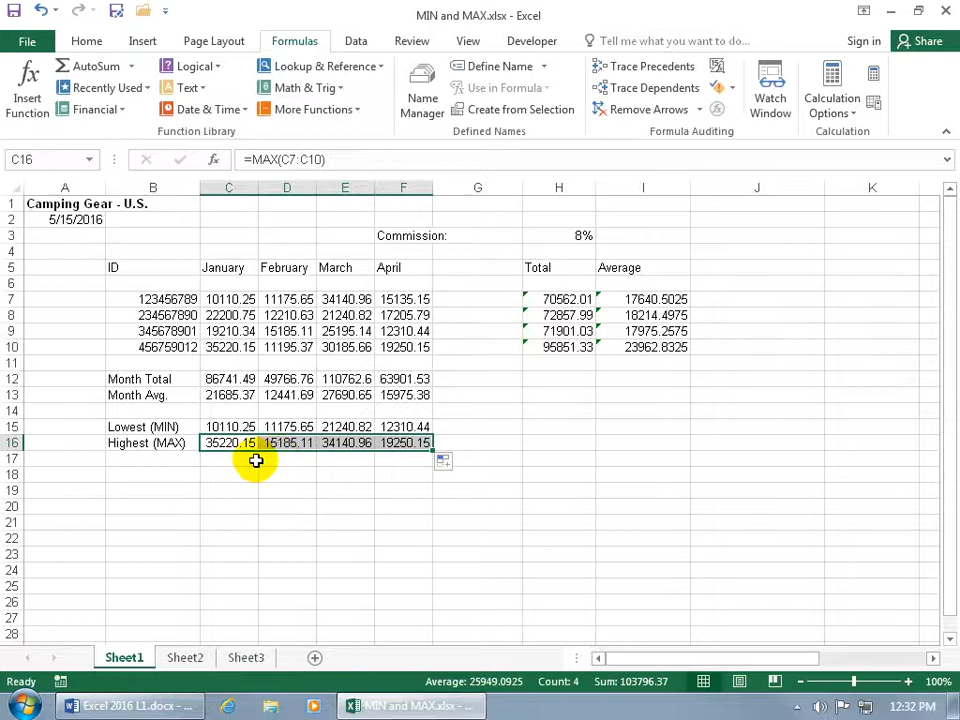 MIN and MAX.xlsx - Excel
File Home Insert Page Layout Formulas Data Review View Developer Tell me what you want to do... Sign in Share
AutoSum Logical Lookup & Reference Define Name Trace Precedents
Recently Used Text Math & Trig Use in Formula Trace Dependents
Financial Date & Time More Functions Create from Selection Remove Arrows
Insert Function Name Manager Watch Window Calculation Options
Function Library Defined Names Formula Auditing Calculation
C16 fx =MAX(C7:C10)
A B C D E F G H I J K
1 Camping Gear - U.S.
2 5/15/2016
3 Commission: 8%
4
5 ID January February March April Total Average
6
7 123456789 10110.25 11175.65 34140.96 15135.15 70562.01 17640.5025
8 234567890 22200.75 12210.63 21240.82 17205.79 72857.99 18214.4975
9 345678901 19210.34 15185.11 25195.14 12310.44 71901.03 17975.2575
10 456759012 35220.15 11195.37 30185.66 19250.15 95851.33 23962.8325
11
12 Month Total 86741.49 49766.76 110762.6 63901.53
13 Month Avg. 21685.37 12441.69 27690.65 15975.38
14
15 Lowest (MIN) 10110.25 11175.65 21240.82 12310.44
16 Highest (MAX) 35220.15 15185.11 34140.96 19250.15
17
18
19
20
21
22
23
24
25
26
27
28
Sheet1 Sheet2 Sheet3
Ready Average: 25949.0925 Count: 4 Sum: 103796.37 100%
Excel 2016 L1.docx - ... MIN and MAX.xlsx - ... 12:32 PM